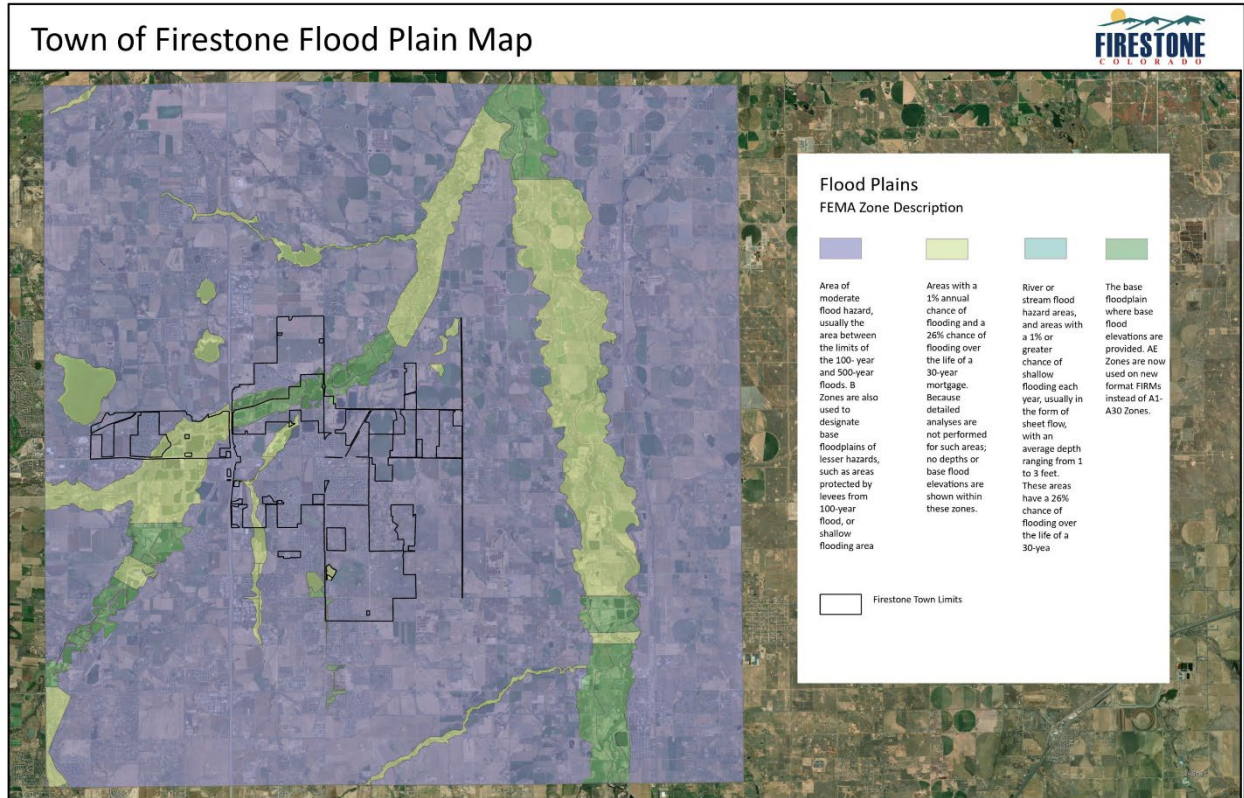 Town of Firestone Flood Plain Map
FIRESTONE
COLORADO
Flood Plains
FEMA Zone Description
Area of
moderate
flood hazard,
usually the
area between
the limits of
the 100- year
and 500-year
floods. B
Zones are also
used to
designate
base
floodplains of
lesser hazards,
such as areas
protected by
levees from
100-year
flood, or
shallow
flooding area
Areas with a
1% annual
chance of
flooding and a
26% chance of
flooding over
the life of a
30-year
mortgage.
Because
detailed
analyses are
not performed
for such areas;
no depths or
base flood
elevations are
shown within
these zones.
River or
stream flood
hazard areas,
and areas with
a 1% or
greater
chance of
shallow
flooding each
year, usually in
the form of
sheet flow,
with an
average depth
ranging from 1
to 3 feet.
These areas
have a 26%
chance of
flooding over
the life of a
30-yea
The base
floodplain
where base
flood
elevations are
provided. AE
Zones are now
used on new
format FIRMs
instead of A1-
A30 Zones.
Firestone Town Limits